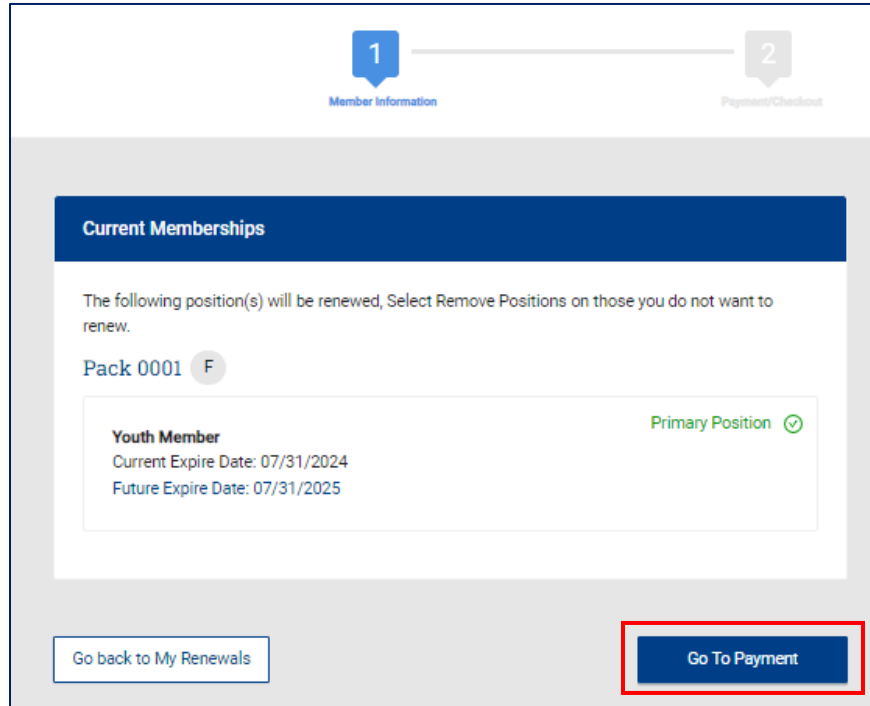 1
2
Member Information
Payment/Checkout
Current Memberships
The following position(s) will be renewed, Select Remove Positions on those you do not want to
renew.
Pack 0001 F
Primary Position
Youth Member
Current Expire Date: 07/31/2024
Future Expire Date: 07/31/2025
Go back to My Renewals
Go To Payment